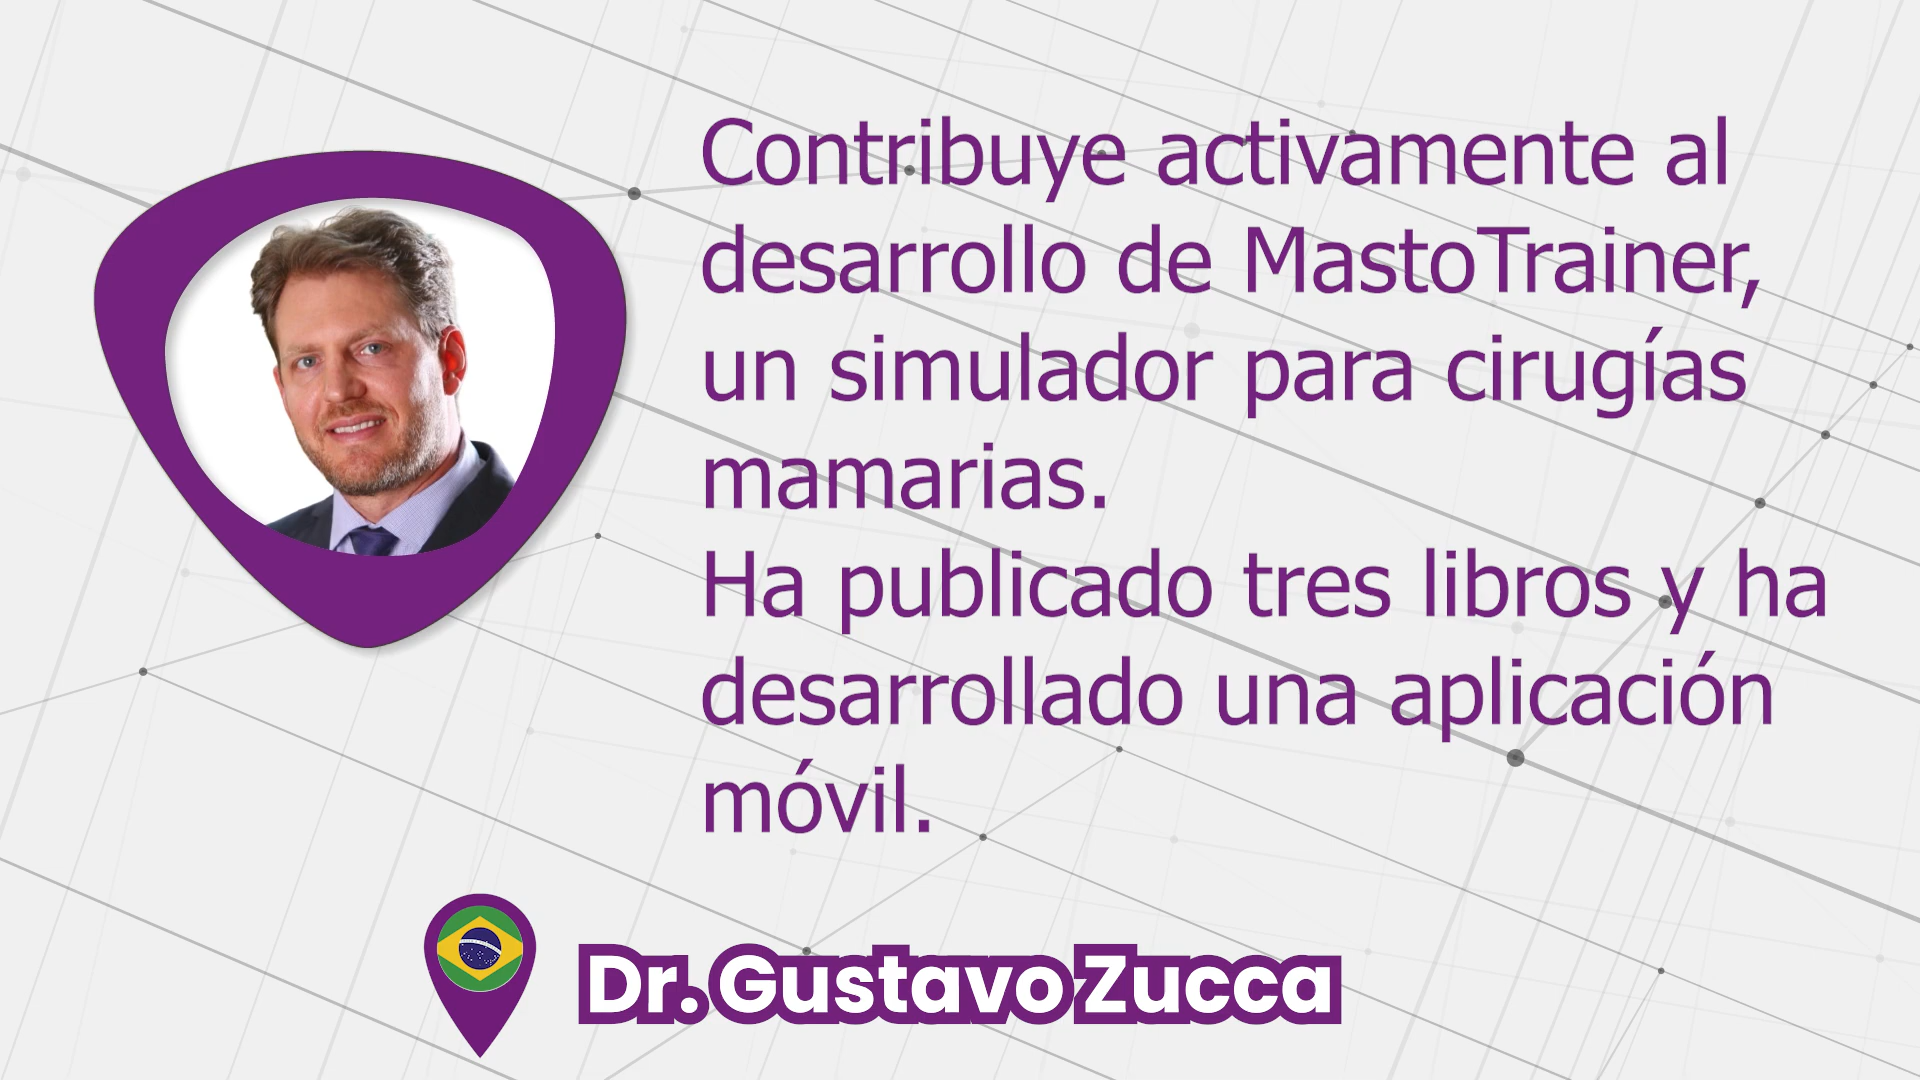 Contribuye activamente al
desarrollo de MastoTrainer,
un simulador para cirugías
mamarias.
Ha publicado tres libros y ha
desarrollado una aplicación
móvil.
Dr. Gustavo Zucca